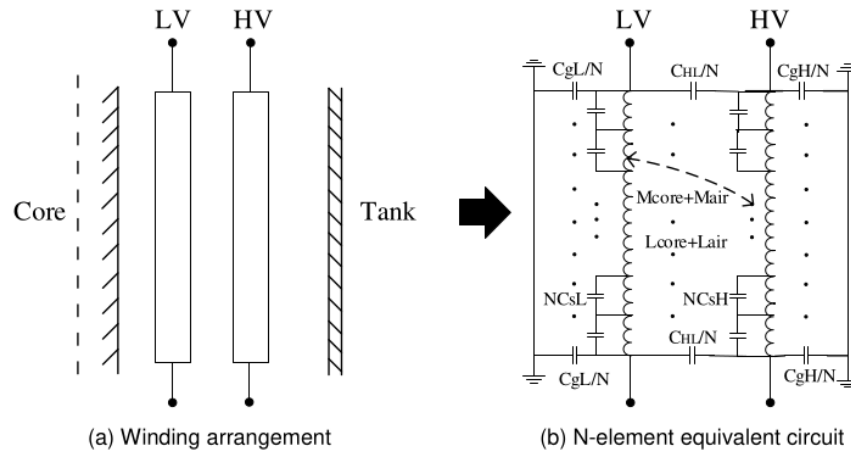 LV HV
Core
Tank
(a) Winding arrangement
LV HV
CgL/N CHL/N CgH/N
Mcore+Mair
Lcore+Lair
NCsL NCsH
CHL/N
CgL/N CgH/N
(b) N-element equivalent circuit